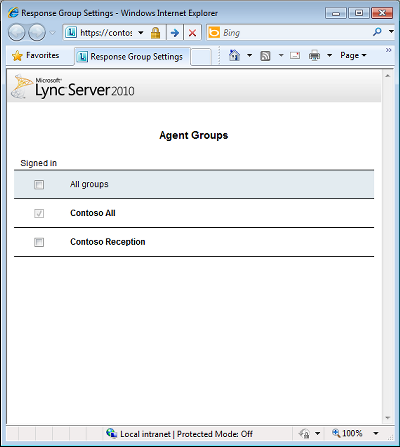 Response Group Settings - Windows Internet Explorer
https://contos
Bing
Favorites
Response Group Settings
Page
Microsoft®
Lync Server 2010
Agent Groups
Signed in
All groups
Contoso All
Contoso Reception
Local intranet | Protected Mode: Off
100%